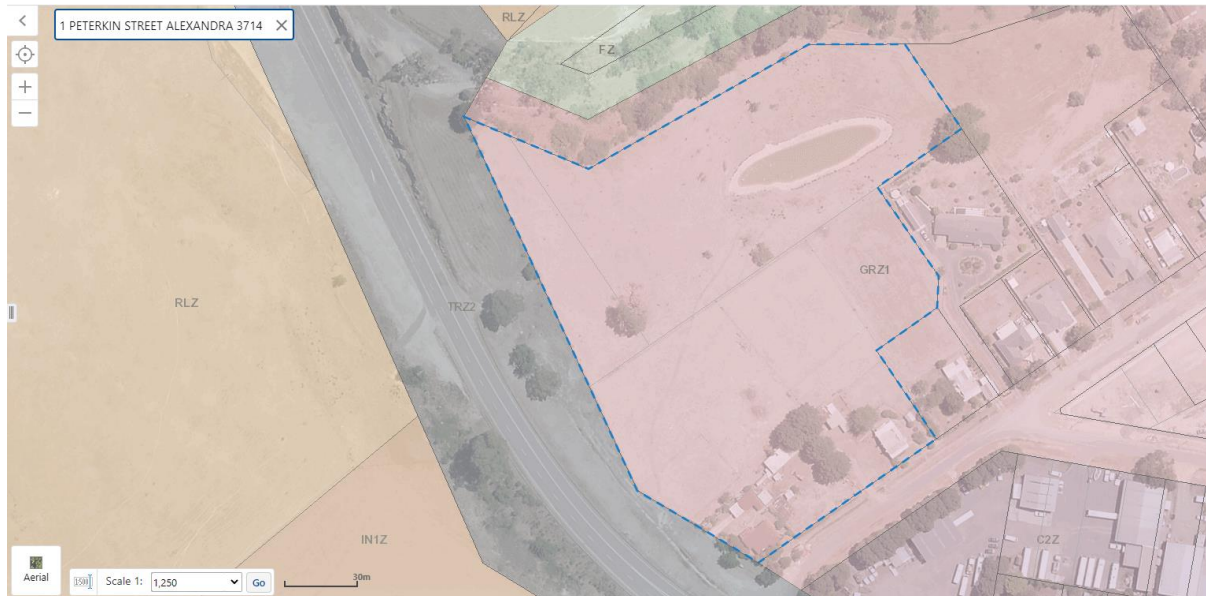 1 PETERKIN STREET ALEXANDRA 3714
RLZ
FZ
GRZ1
RLZ
TRZ2
IN1Z
C2Z
Aerial
Scale 1: 1,250 Go
30m